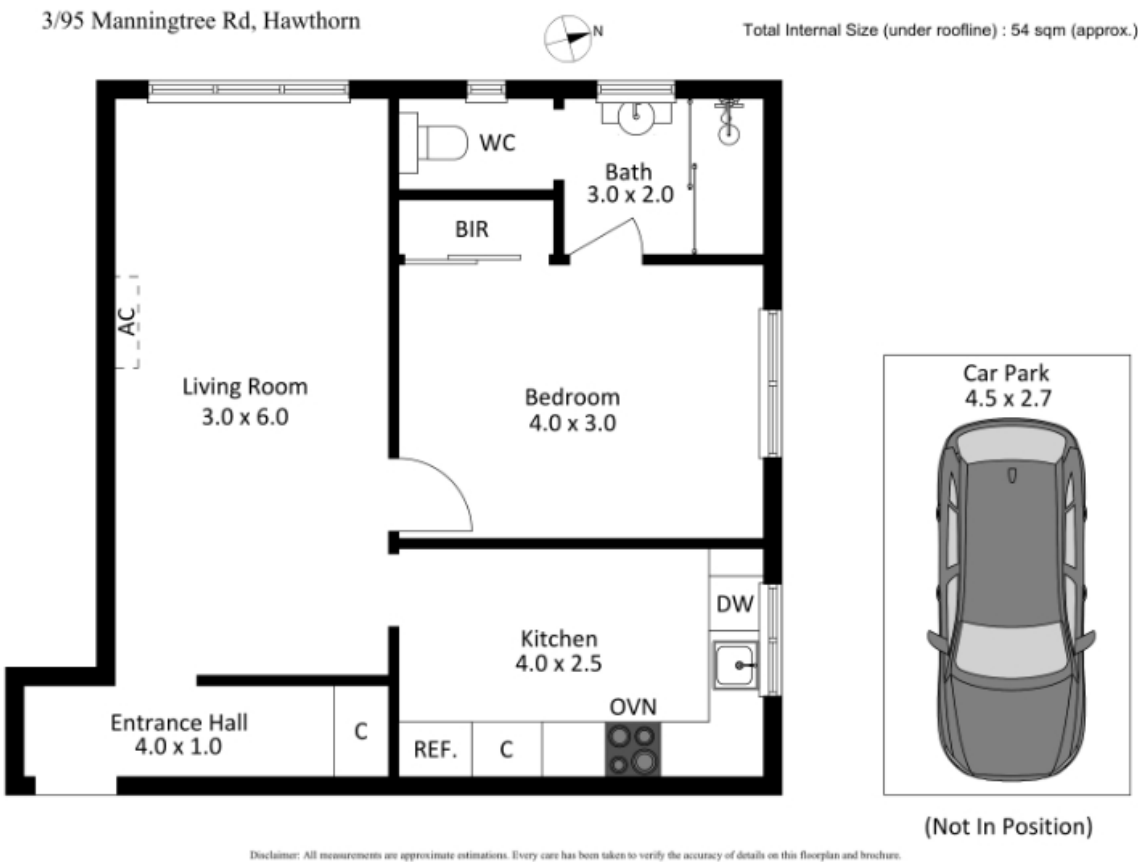 3/95 Manningtree Rd, Hawthorn
N
Total Internal Size (under roofline) : 54 sqm (approx.)
WC
Bath
3.0 x 2.0
BIR
AC
Living Room
3.0 x 6.0
Bedroom
4.0 x 3.0
Car Park
4.5 x 2.7
DW
Kitchen
4.0 x 2.5
OVN
Entrance Hall
4.0 x 1.0
C
REF.
C
(Not In Position)
Disclaimer: All measurements are approximate estimations. Every care has been taken to verify the accuracy of details on this floorplan and brochure.